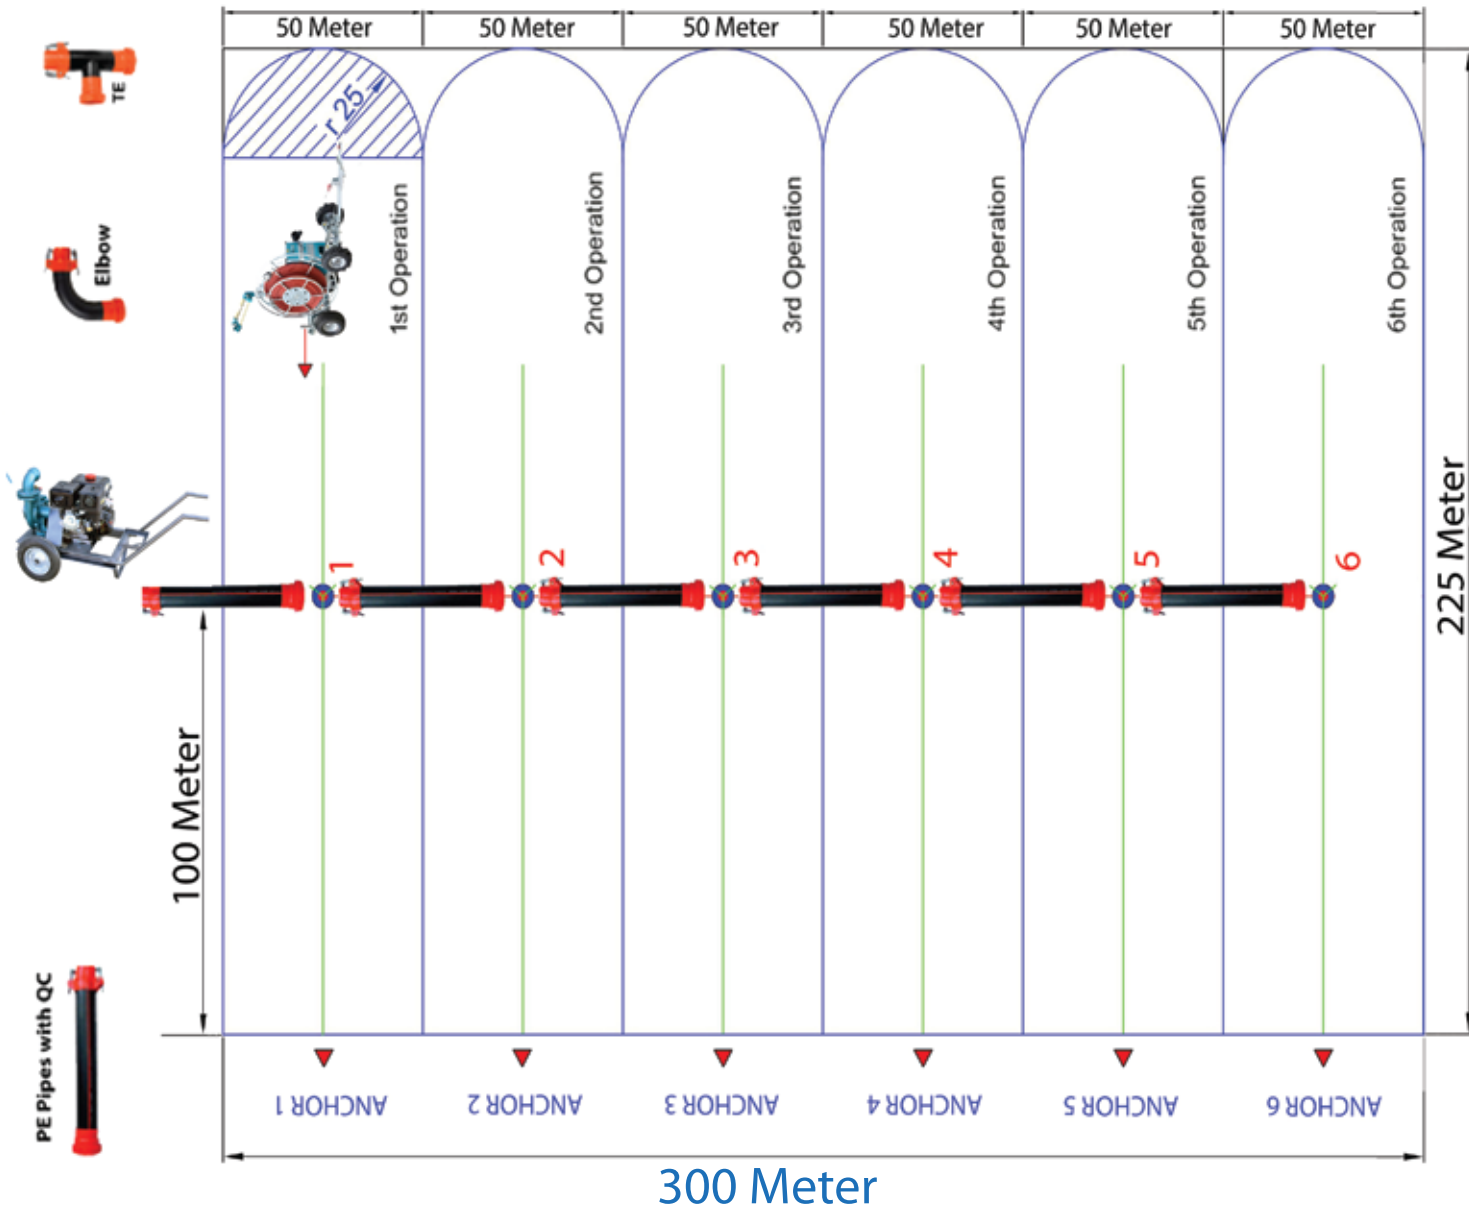 50 Meter
50 Meter
50 Meter
50 Meter
50 Meter
50 Meter
TE
r 25
Elbow
1st Operation
2nd Operation
3rd Operation
4th Operation
5th Operation
6th Operation
225 Meter
1
2
3
4
5
6
100 Meter
PE Pipes with QC
ANCHOR 1
ANCHOR 2
ANCHOR 3
ANCHOR 4
ANCHOR 5
ANCHOR 6
300 Meter